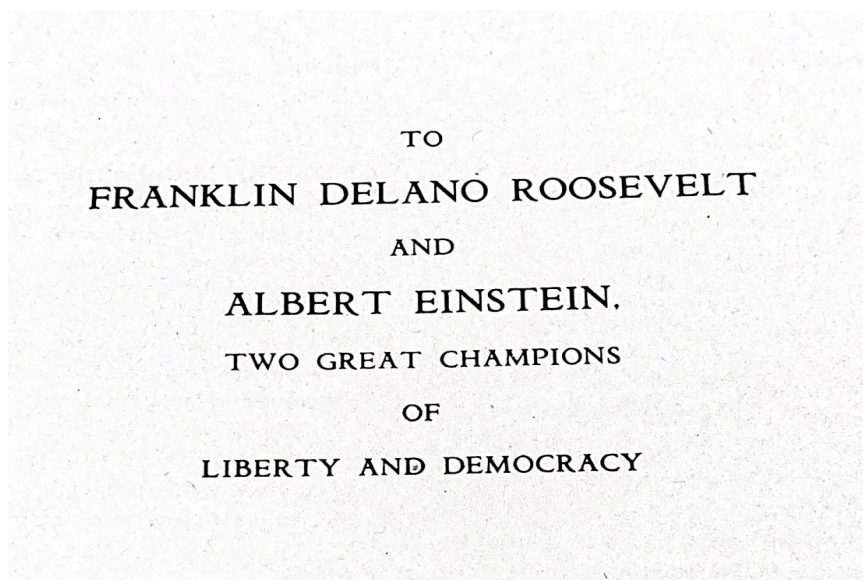 TO
FRANKLIN DELANO ROOSEVELT
AND
ALBERT EINSTEIN,
TWO GREAT CHAMPIONS
OF
LIBERTY AND DEMOCRACY